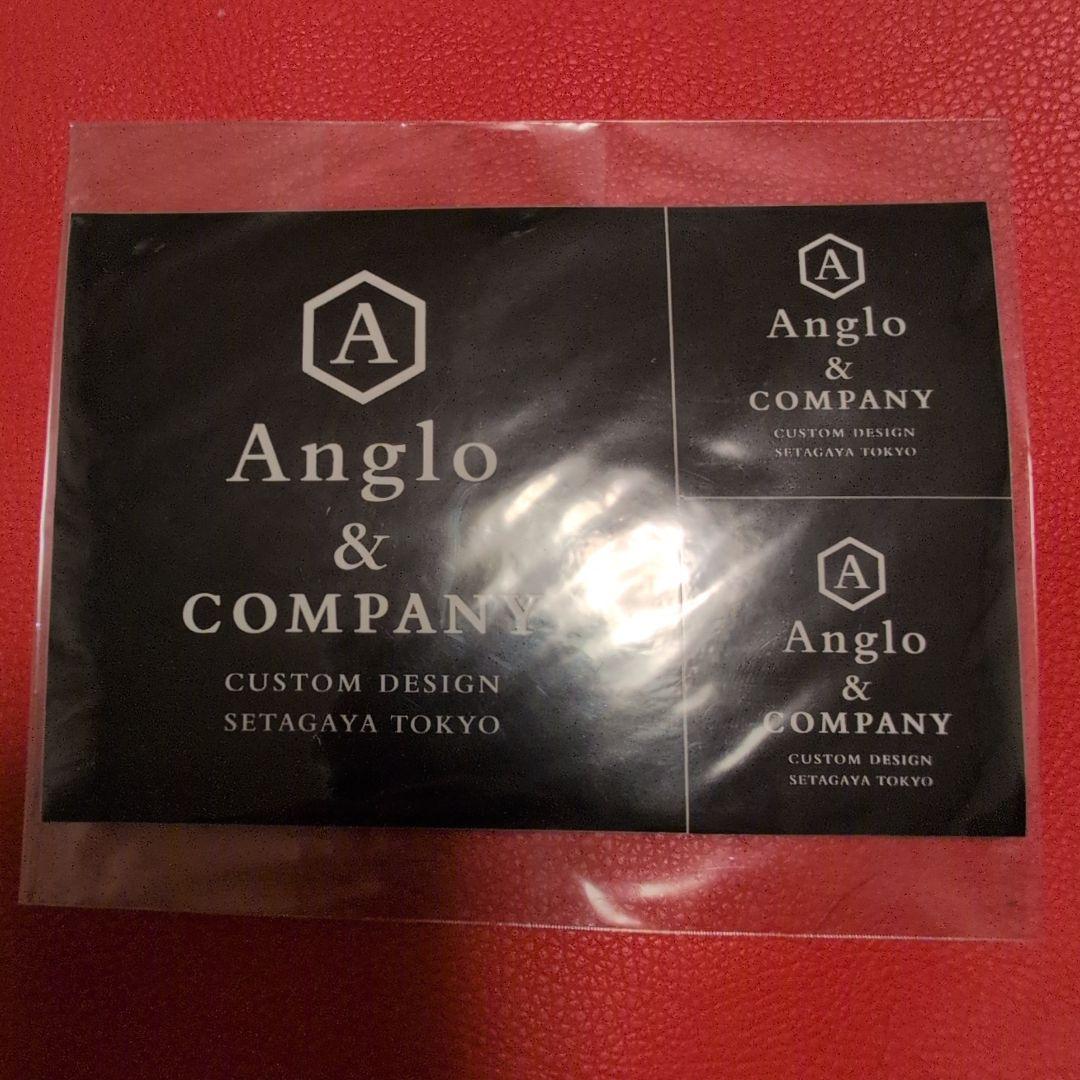 A
Anglo
&
COMPANY
CUSTOM DESIGN
SETAGAYA TOKYO
A
Anglo
&
COMPANY
CUSTOM DESIGN
SETAGAYA TOKYO
A
Anglo
&
COMPANY
CUSTOM DESIGN
SETAGAYA TOKYO